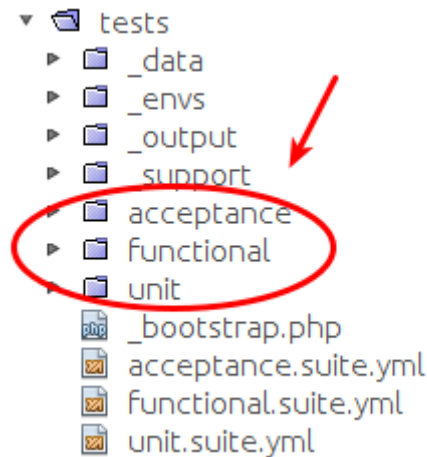 tests
_data
_envs
_output
_support
acceptance
functional
unit
_bootstrap.php
acceptance.suite.yml
functional.suite.yml
unit.suite.yml